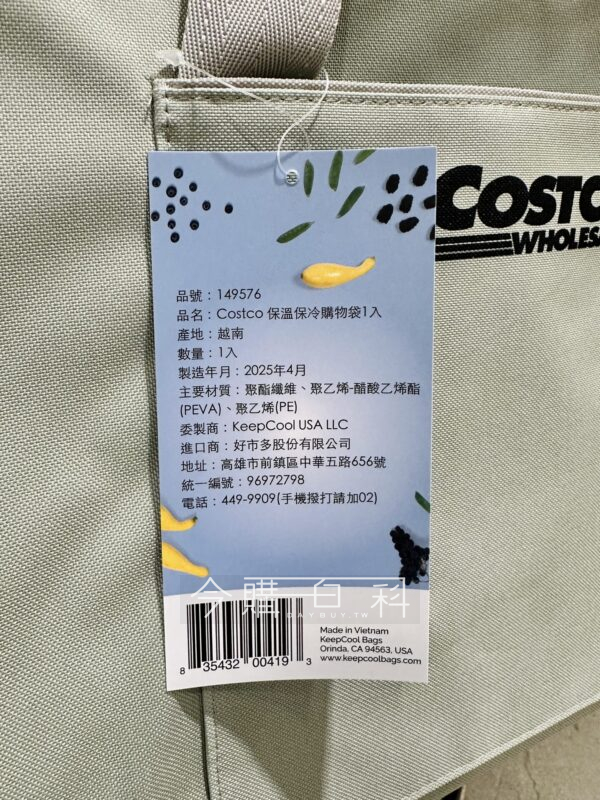 COSTCO
WHOLESA
品號：149576
品名：Costco 保溫保冷購物袋1入
產地：越南
數量：1入
製造年月：2025年4月
主要材質：聚酯纖維、聚乙烯-醋酸乙烯酯
(PEVA)、聚乙烯(PE)
委製商：KeepCool USA LLC
進口商：好市多股份有限公司
地址：高雄市前鎮區中華五路656號
統一編號：96972798
電話：449-9909(手機撥打請加02)
今購百科
TODAYBUY.TW
8 35432 00419 3
Made in Vietnam
KeepCool Bags
Orinda, CA 94563, USA
www.keepcoolbags.com